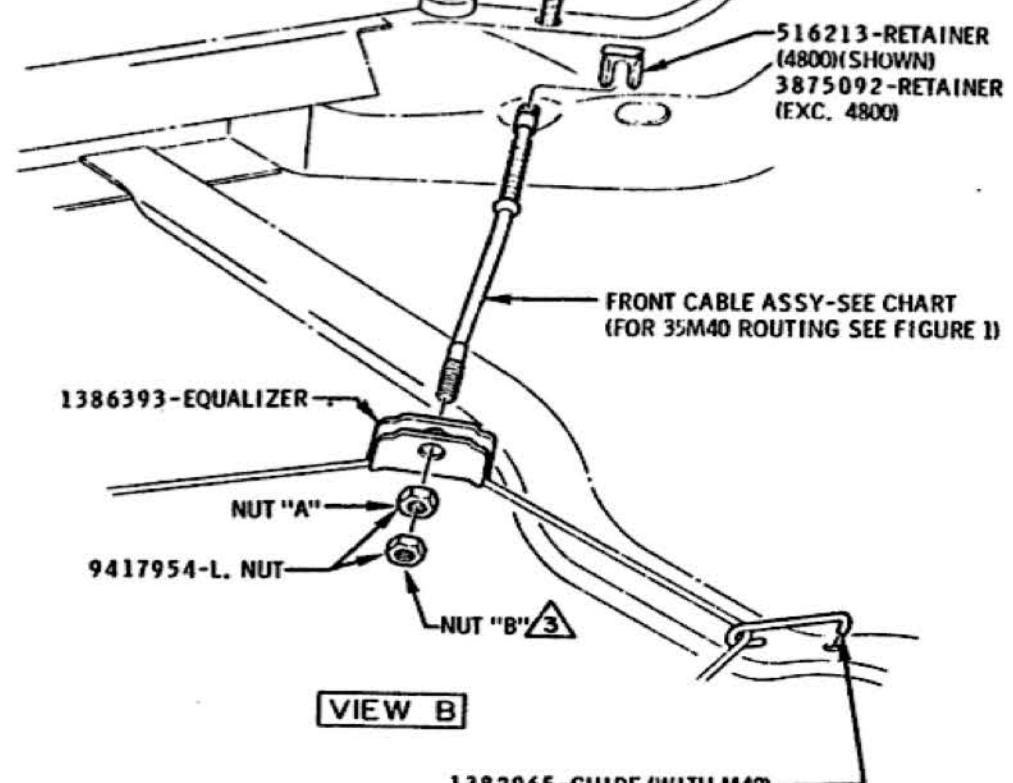 516213-RETAINER
(4800)(SHOWN)
3875092-RETAINER
(EXC. 4800)
FRONT CABLE ASSY-SEE CHART
(FOR 35M40 ROUTING SEE FIGURE 1)
1386393-EQUALIZER
NUT "A"
9417954-L. NUT
NUT "B" 3
VIEW B